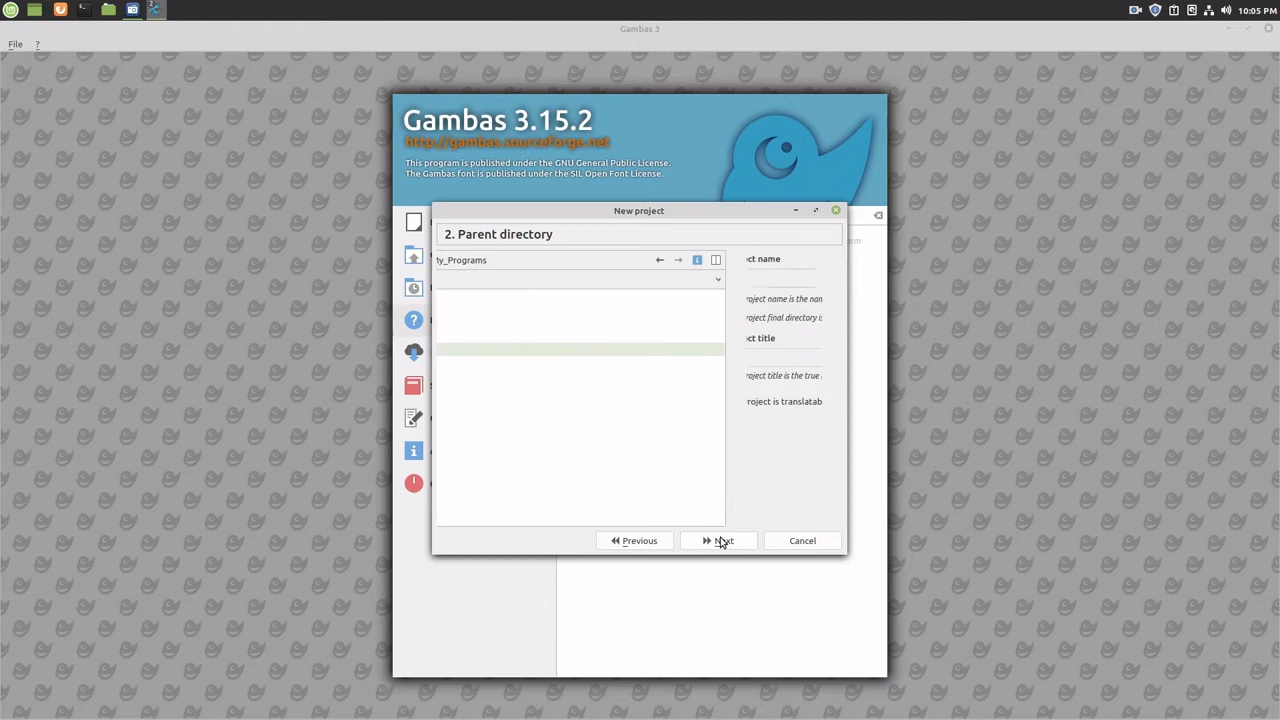 10:05 PM
Gambas 3
File ?
Gambas 3.15.2
http://gambas.sourceforge.net
This program is published under the GNU General Public License.
The Gambas font is published under the SIL Open Font License.
New project
2. Parent directory
My_Programs
ct name
roject name is the nan
roject final directory i
ct title
roject title is the true
roject is translatab
Previous
Next
Cancel